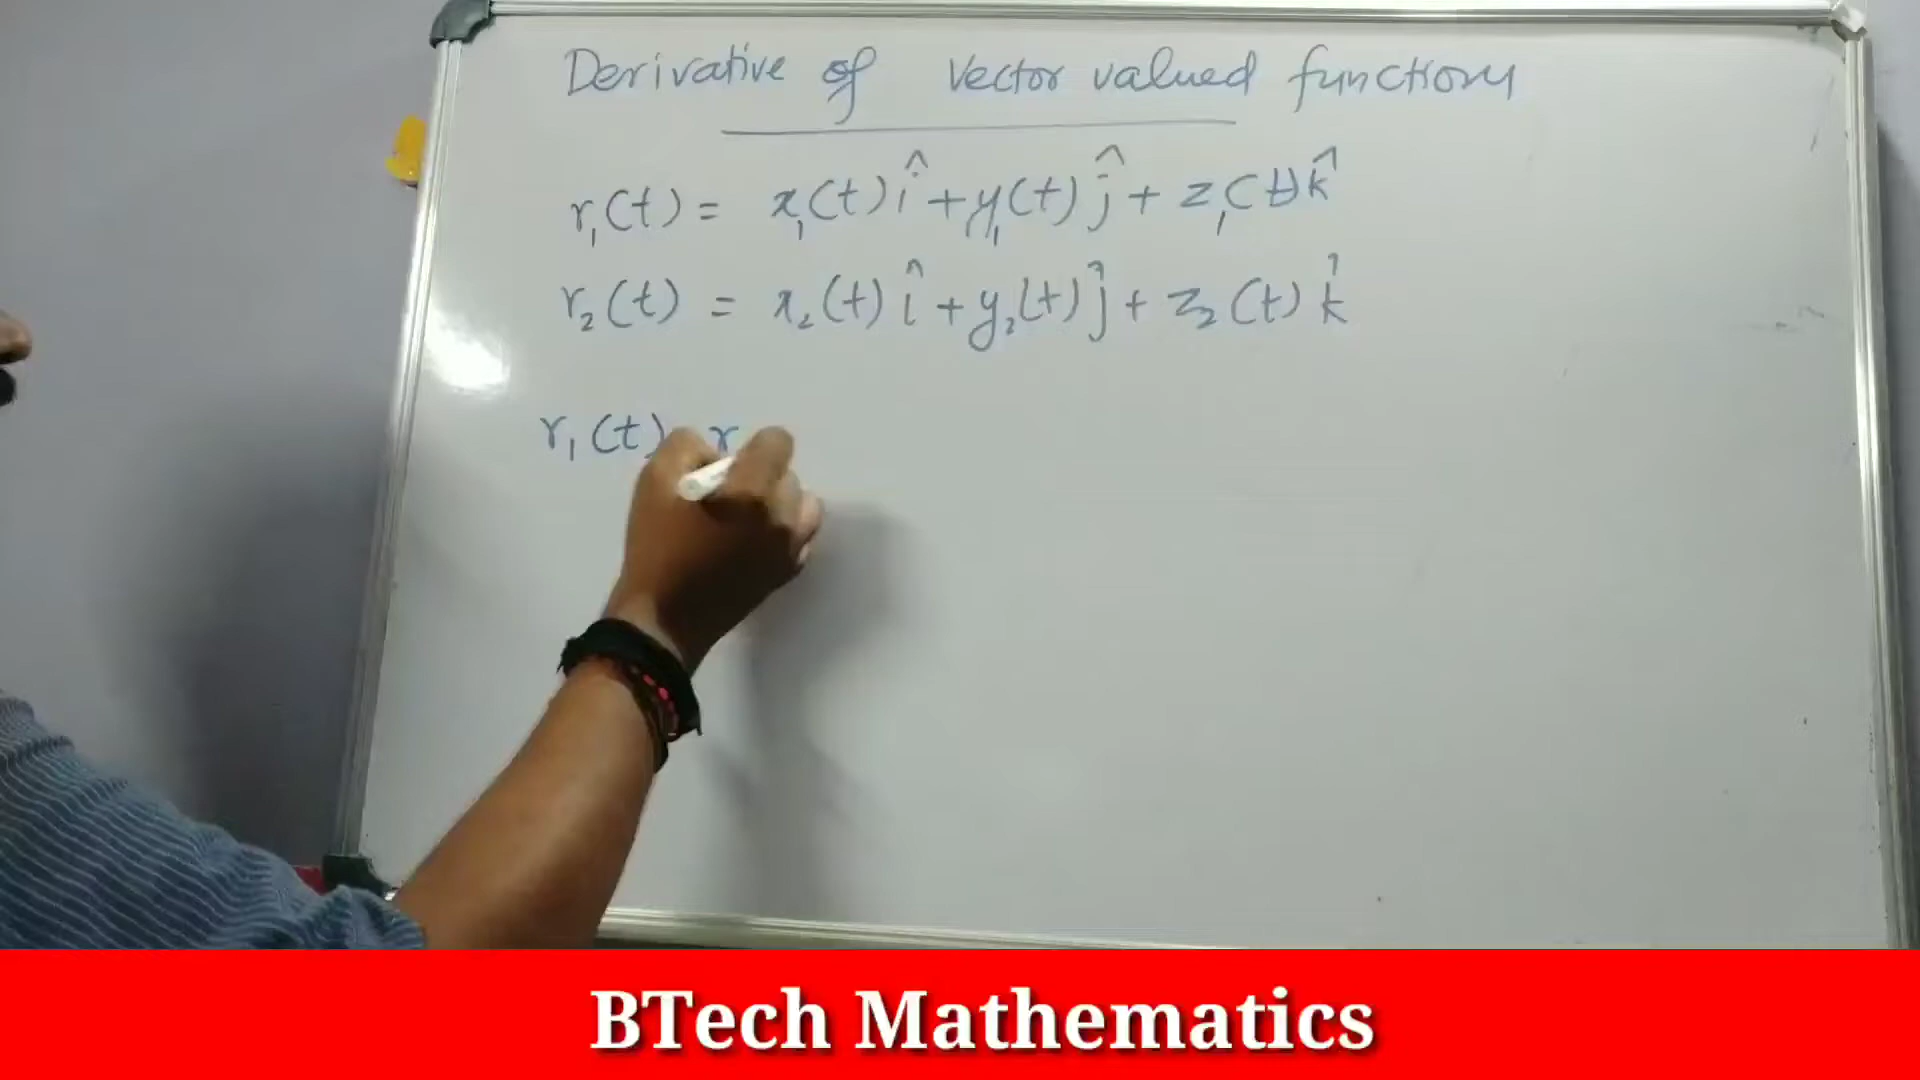 Derivative of Vector valued functions
r₁(t) = x₁(t) î + y₁(t) ĵ + z₁(t) k̂
r₂(t) = x₂(t) î + y₂(t) ĵ + z₂(t) k̂
r₁(t) r
BTech Mathematics